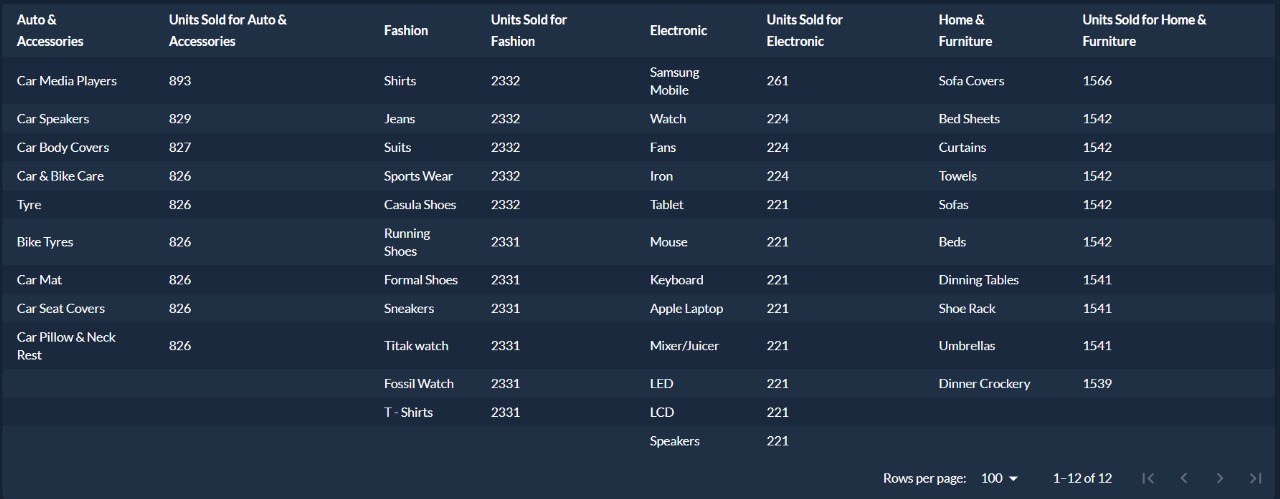 Auto & Accessories Units Sold for Auto & Accessories Fashion Units Sold for Fashion Electronic Units Sold for Electronic Home & Furniture Units Sold for Home & Furniture
Car Media Players 893 Shirts 2332 Samsung Mobile 261 Sofa Covers 1566
Car Speakers 829 Jeans 2332 Watch 224 Bed Sheets 1542
Car Body Covers 827 Suits 2332 Fans 224 Curtains 1542
Car & Bike Care 826 Sports Wear 2332 Iron 224 Towels 1542
Tyre 826 Casula Shoes 2332 Tablet 221 Sofas 1542
Bike Tyres 826 Running Shoes 2331 Mouse 221 Beds 1542
Car Mat 826 Formal Shoes 2331 Keyboard 221 Dinning Tables 1541
Car Seat Covers 826 Sneakers 2331 Apple Laptop 221 Shoe Rack 1541
Car Pillow & Neck Rest 826 Titak watch 2331 Mixer/Juicer 221 Umbrellas 1541
Fossil Watch 2331 LED 221 Dinner Crockery 1539
T - Shirts 2331 LCD 221
Speakers 221
Rows per page: 100 1–12 of 12